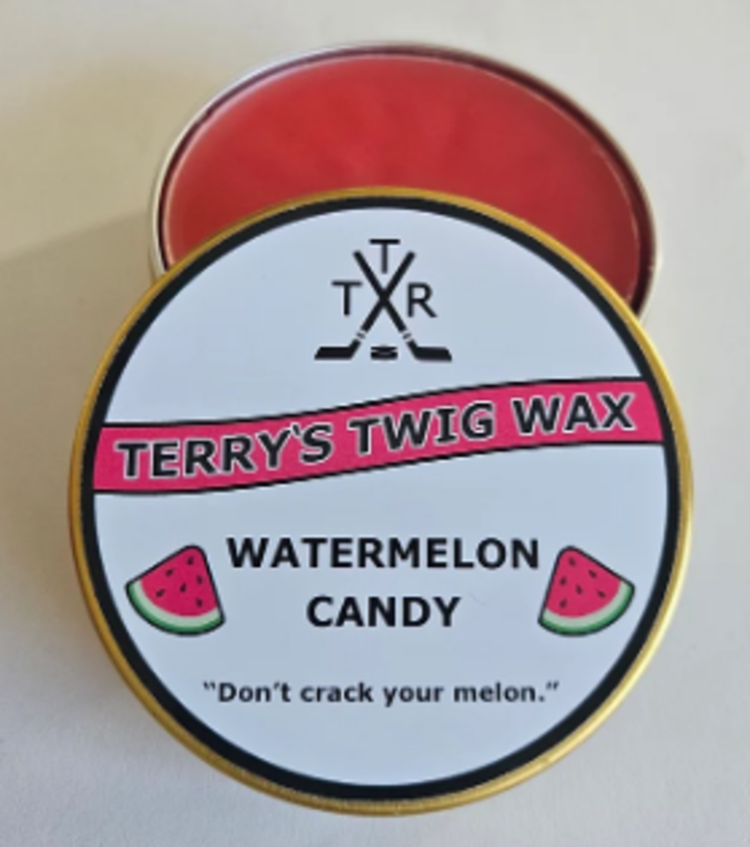 T
T R
TERRY'S TWIG WAX
WATERMELON
CANDY
“Don't crack your melon.”